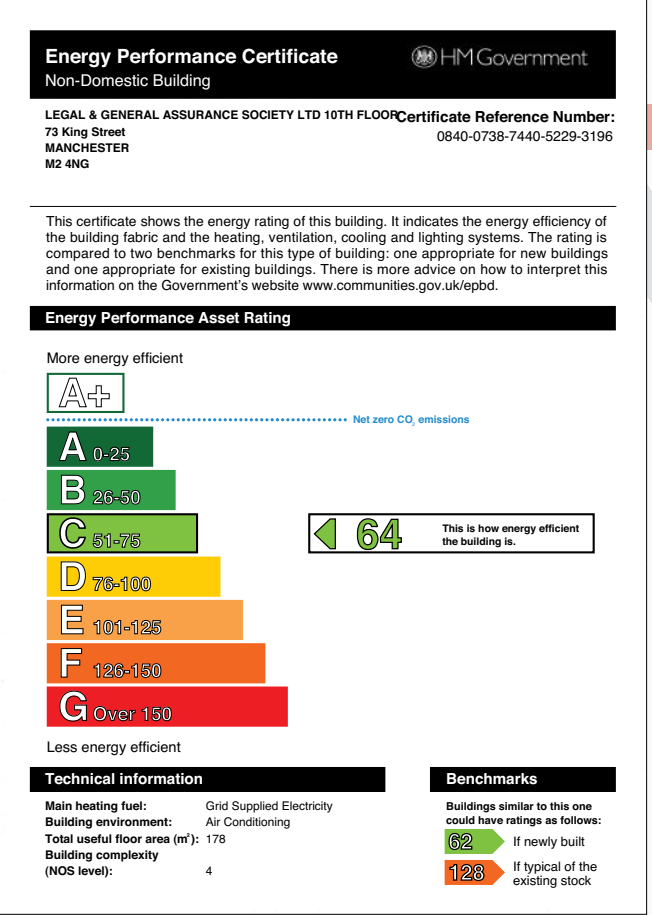 Energy Performance Certificate
HM Government
Non-Domestic Building
LEGAL & GENERAL ASSURANCE SOCIETY LTD 10TH FLOOR
73 King Street
MANCHESTER
M2 4NG
Certificate Reference Number:
0840-0738-7440-5229-3196
This certificate shows the energy rating of this building. It indicates the energy efficiency of
the building fabric and the heating, ventilation, cooling and lighting systems. The rating is
compared to two benchmarks for this type of building: one appropriate for new buildings
and one appropriate for existing buildings. There is more advice on how to interpret this
information on the Government's website www.communities.gov.uk/epbd.
Energy Performance Asset Rating
More energy efficient
A+
Net zero CO₂ emissions
A 0-25
B 26-50
C 51-75
64
This is how energy efficient
the building is.
D 76-100
E 101-125
F 126-150
G Over 150
Less energy efficient
Technical information
Main heating fuel: Grid Supplied Electricity
Building environment: Air Conditioning
Total useful floor area (m²): 178
Building complexity
(NOS level): 4
Benchmarks
Buildings similar to this one
could have ratings as follows:
62 If newly built
128 If typical of the
existing stock